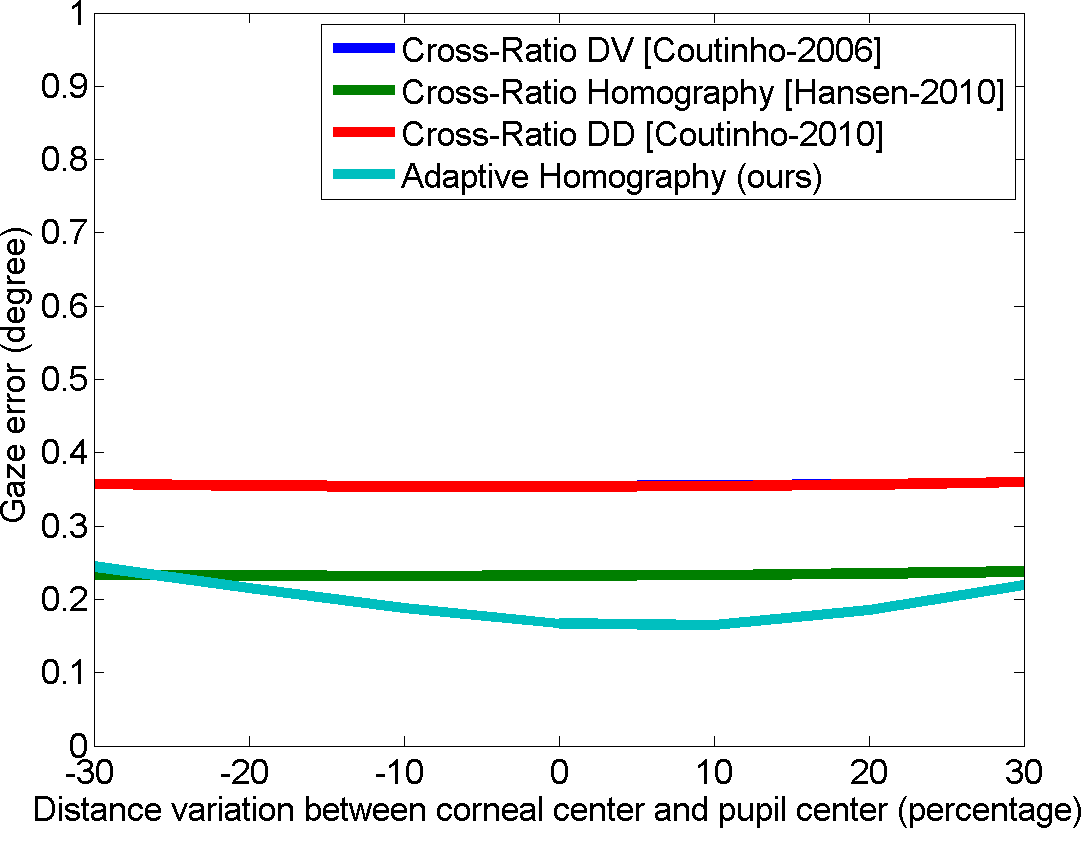 Cross-Ratio DV [Coutinho-2006]
Cross-Ratio Homography [Hansen-2010]
Cross-Ratio DD [Coutinho-2010]
Adaptive Homography (ours)
1
0.9
0.8
0.7
0.6
0.5
0.4
0.3
0.2
0.1
0
Gaze error (degree)
-30 -20 -10 0 10 20 30
Distance variation between corneal center and pupil center (percentage)